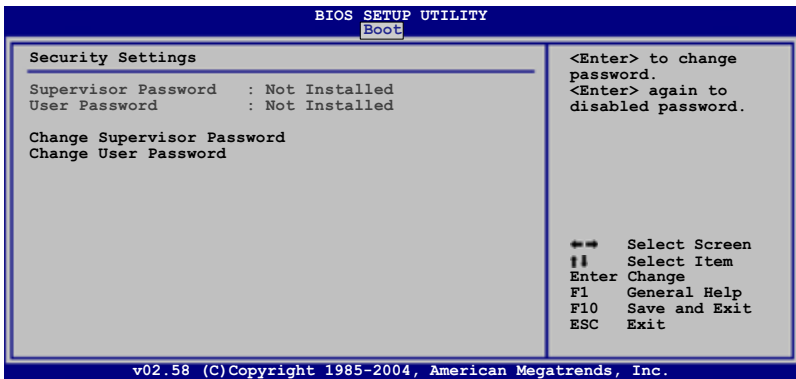 BIOS SETUP UTILITY
Boot
Security Settings
Supervisor Password : Not Installed
User Password : Not Installed
Change Supervisor Password
Change User Password
<Enter> to change
password.
<Enter> again to
disabled password.
←→ Select Screen
↑↓ Select Item
Enter Change
F1 General Help
F10 Save and Exit
ESC Exit
v02.58 (C)Copyright 1985-2004, American Megatrends, Inc.